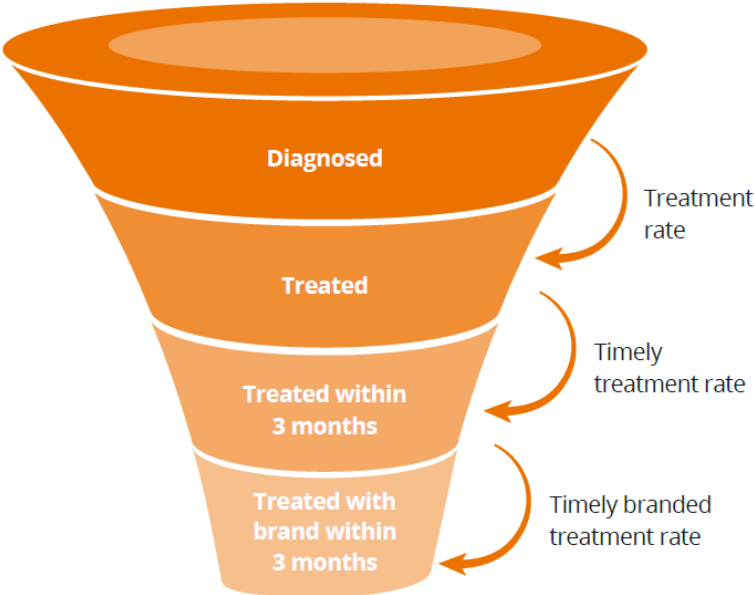 Diagnosed
Treatment
rate
Treated
Timely
treatment rate
Treated within
3 months
Treated with
brand within
3 months
Timely branded
treatment rate